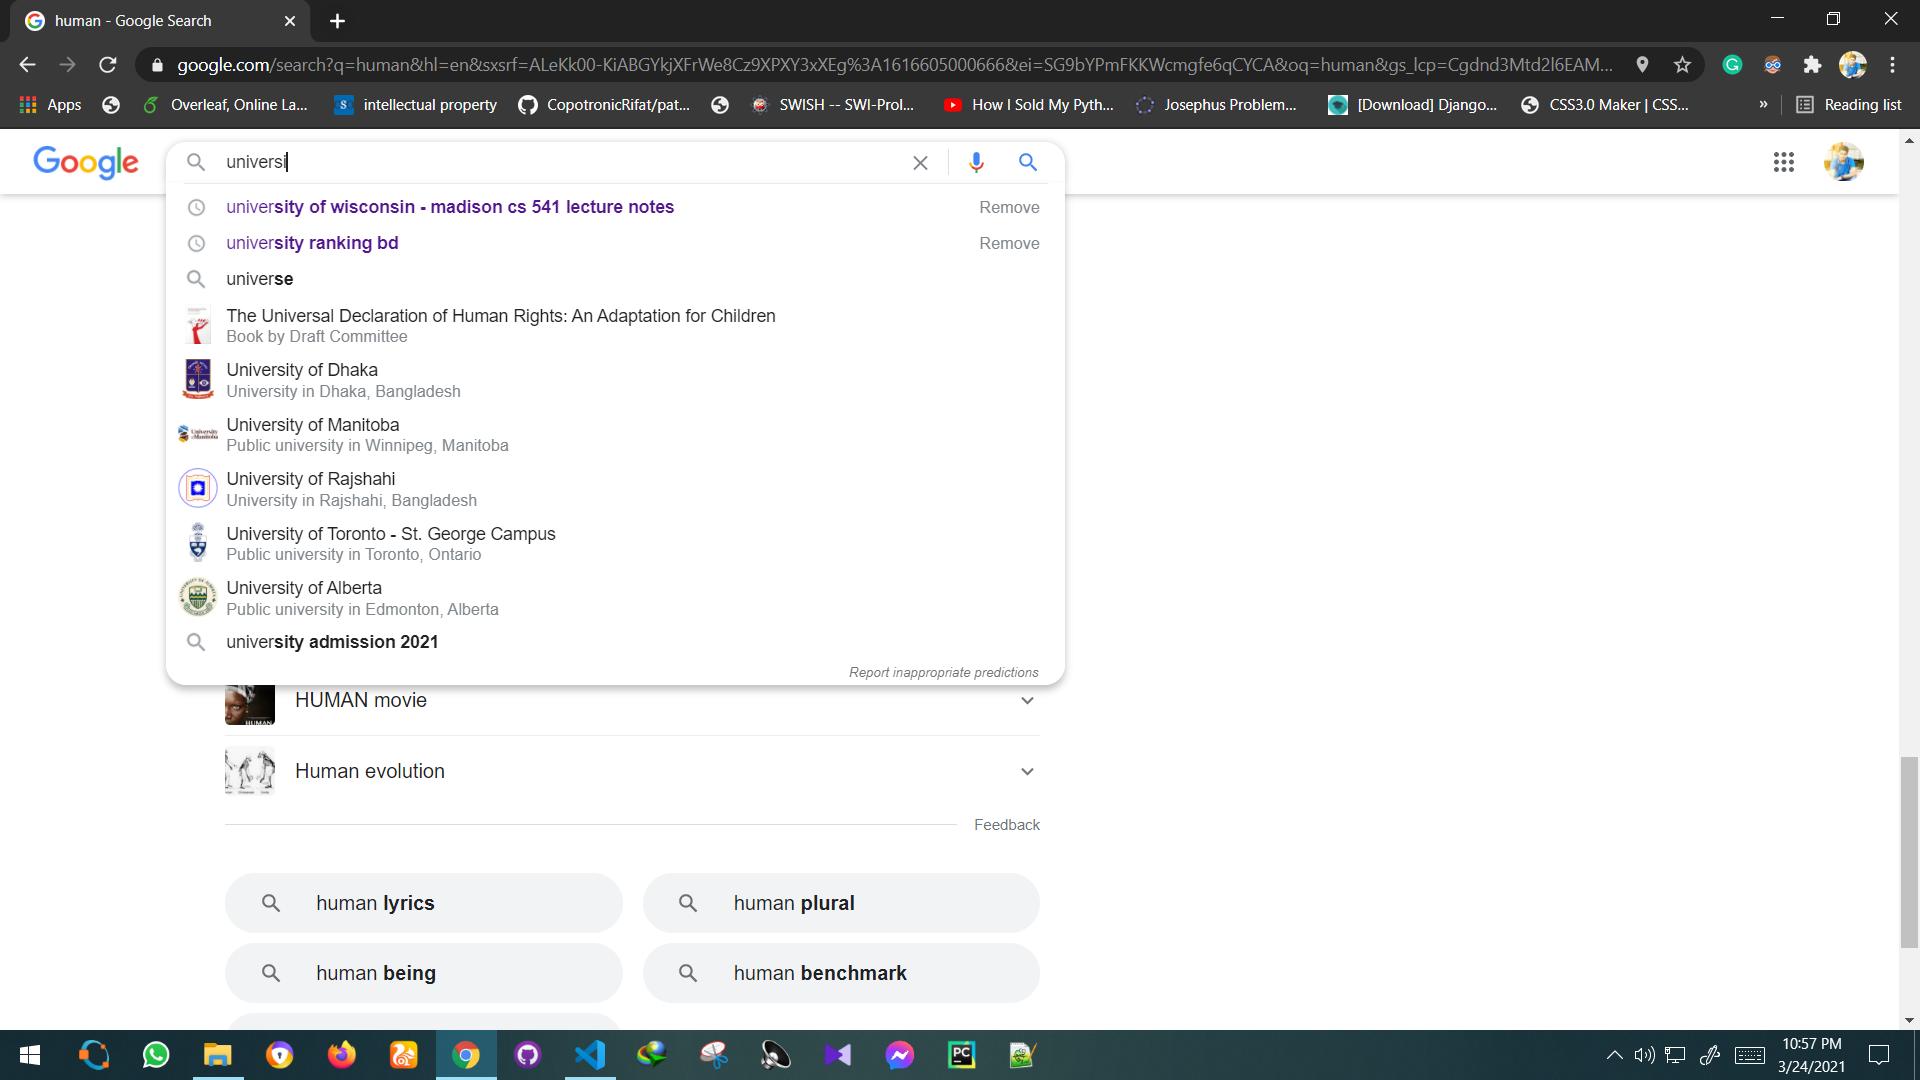 human - Google Search
google.com/search?q=human&hl=en&sxsrf=ALeKk00-KiABGYkjXFrWe8Cz9XPXY3xXEg%3A1616605000666&ei=SG9bYPmFKKWcmgfe6qCYCA&oq=human&gs_lcp=Cgdnd3Mtd2l6EAM...
Apps Overleaf, Online La... intellectual property CopotronicRifat/pat... SWISH -- SWI-Prol... How I Sold My Pyth... Josephus Problem... [Download] Django... CSS3.0 Maker | CSS... » Reading list
Google universi
university of wisconsin - madison cs 541 lecture notes Remove
university ranking bd Remove
universe
The Universal Declaration of Human Rights: An Adaptation for Children
Book by Draft Committee
University of Dhaka
University in Dhaka, Bangladesh
University of Manitoba
Public university in Winnipeg, Manitoba
University of Rajshahi
University in Rajshahi, Bangladesh
University of Toronto - St. George Campus
Public university in Toronto, Ontario
University of Alberta
Public university in Edmonton, Alberta
university admission 2021
Report inappropriate predictions
HUMAN movie
HUMAN
Human evolution
Feedback
human lyrics human plural
human being human benchmark
PC
10:57 PM
3/24/2021